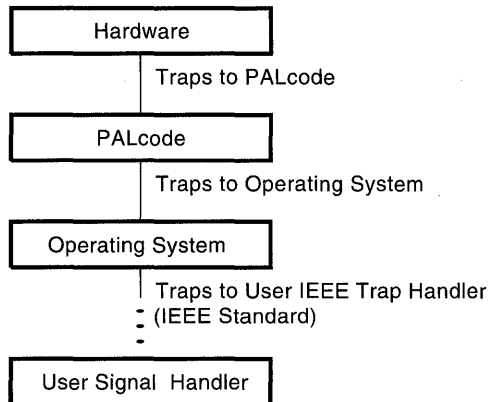 Hardware
Traps to PALcode
PALcode
Traps to Operating System
Operating System
Traps to User IEEE Trap Handler
(IEEE Standard)
User Signal Handler